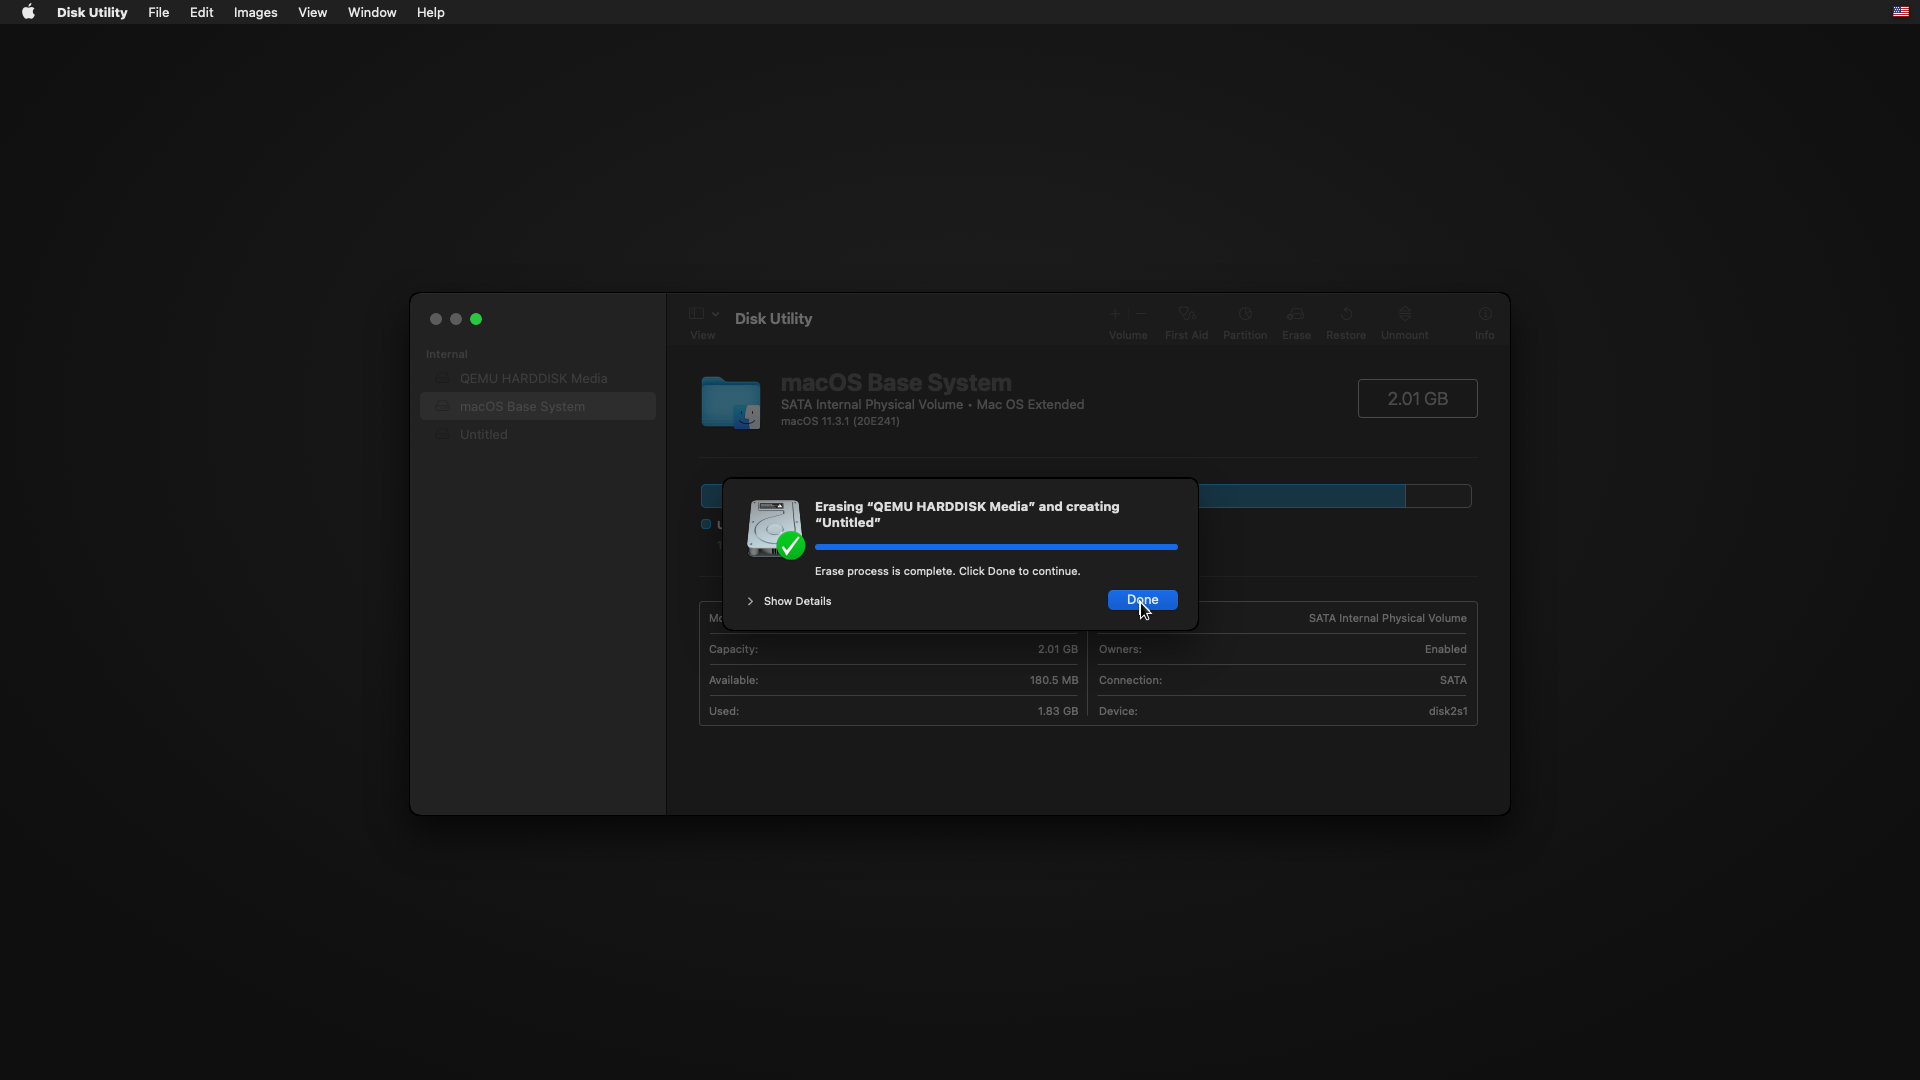 Disk Utility File Edit Images View Window Help
Disk Utility
View
Volume First Aid Partition Erase Restore Unmount Info
Internal
QEMU HARDDISK Media
macOS Base System
Untitled
macOS Base System
SATA Internal Physical Volume • Mac OS Extended
macOS 11.3.1 (20E241)
2.01 GB
Erasing “QEMU HARDDISK Media” and creating
“Untitled”
Erase process is complete. Click Done to continue.
Show Details
Done
SATA Internal Physical Volume
Capacity: 2.01 GB
Owners: Enabled
Available: 180.5 MB
Connection: SATA
Used: 1.83 GB
Device: disk2s1